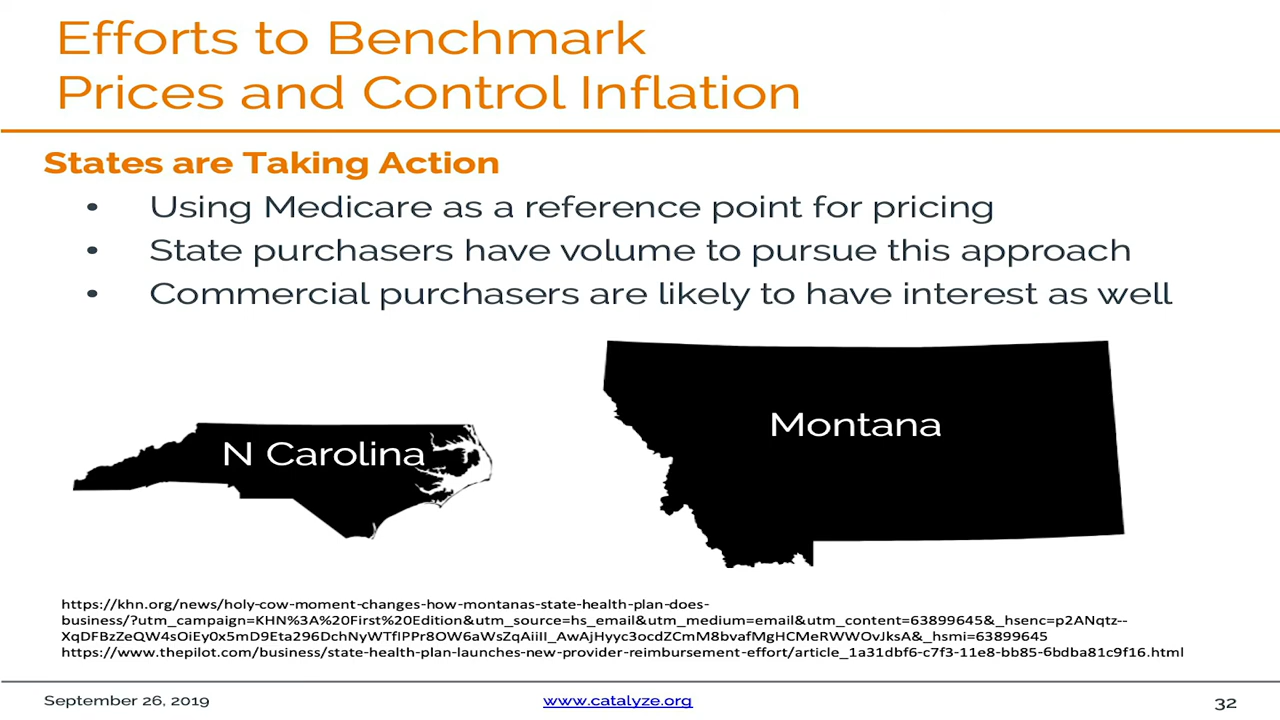 Efforts to Benchmark
Prices and Control Inflation
States are Taking Action
• Using Medicare as a reference point for pricing
• State purchasers have volume to pursue this approach
• Commercial purchasers are likely to have interest as well
N Carolina
Montana
https://khn.org/news/holy-cow-moment-changes-how-montanas-state-health-plan-does-
business/?utm_campaign=KHN%3A%20First%20Edition&utm_source=hs_email&utm_medium=email&utm_content=63899645&_hsenc=p2ANqtz--
XqDFBzZeQW4sOiEy0x5mD9Eta296DchNyWTflPPr8OW6aWsZqAiiII_AwAjHyyc3ocdZCmM8bvafMgHCMeRWWOvJksA&_hsmi=63899645
https://www.thepilot.com/business/state-health-plan-launches-new-provider-reimbursement-effort/article_1a31dbf6-c7f3-11e8-bb85-6bdba81c9f16.html
September 26, 2019
www.catalyze.org
32